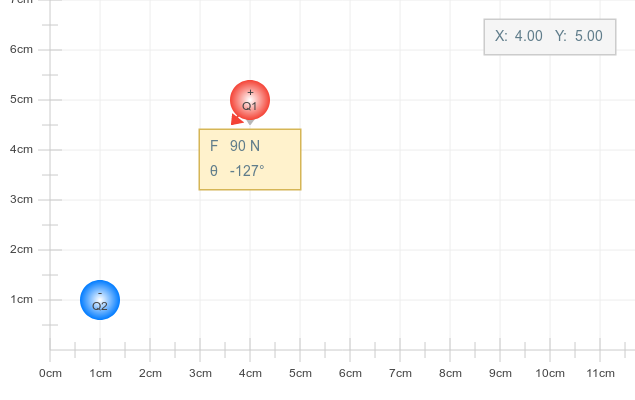 7cm
X: 4.00 Y: 5.00
6cm
+
5cm
Q1
F 90 N
4cm
θ -127°
3cm
2cm
-
1cm
Q2
0cm 1cm 2cm 3cm 4cm 5cm 6cm 7cm 8cm 9cm 10cm 11cm